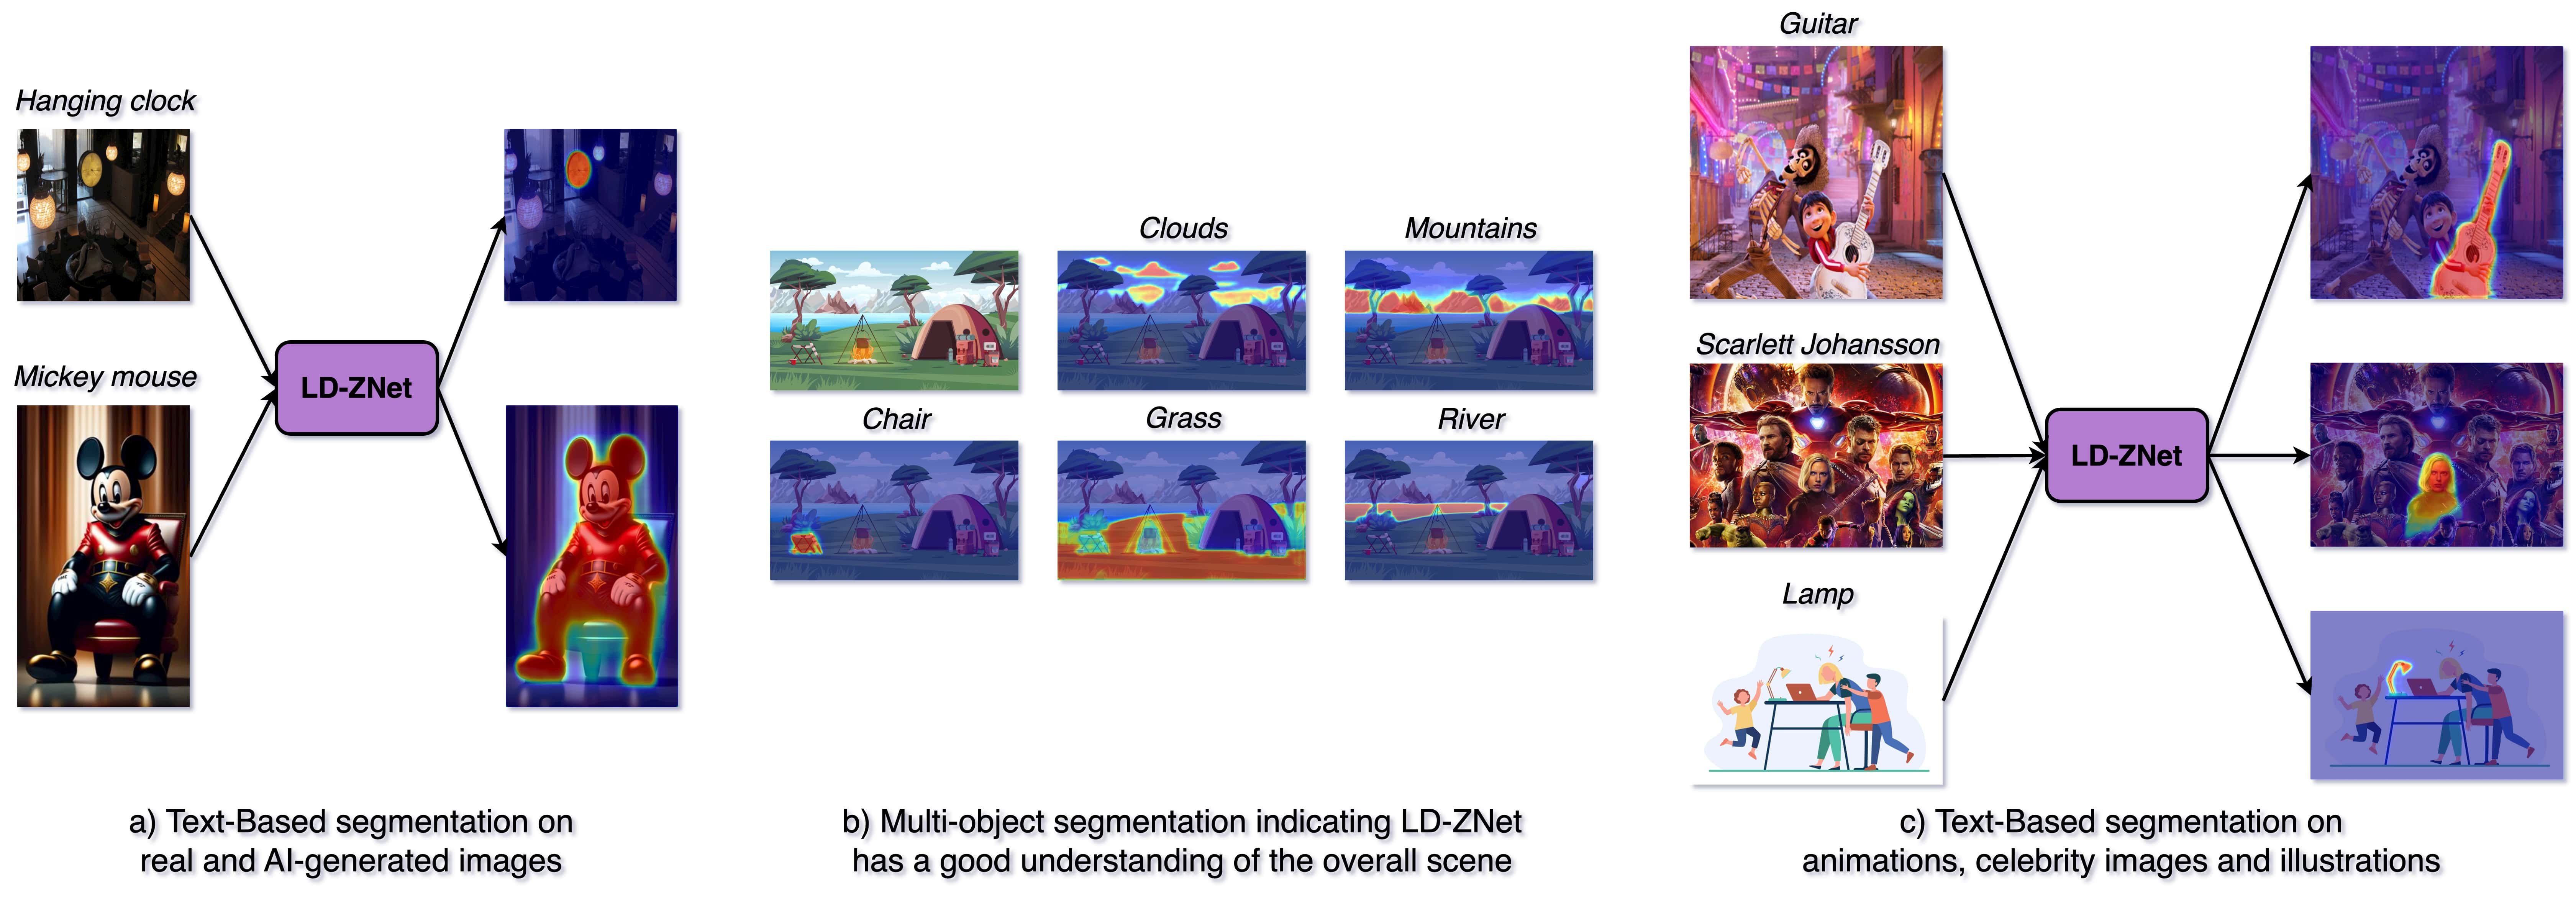 Hanging clock
Mickey mouse
LD-ZNet
a) Text-Based segmentation on
real and AI-generated images
Clouds
Mountains
Chair
Grass
River
b) Multi-object segmentation indicating LD-ZNet
has a good understanding of the overall scene
Guitar
Scarlett Johansson
Lamp
LD-ZNet
c) Text-Based segmentation on
animations, celebrity images and illustrations